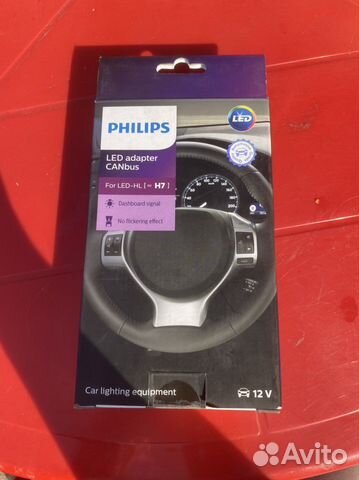 LED
PHILIPS
LED adapter
CANbus
For LED-HL [≈ H7]
Dashboard signal
No flickering effect
Car lighting equipment
12 V
Avito